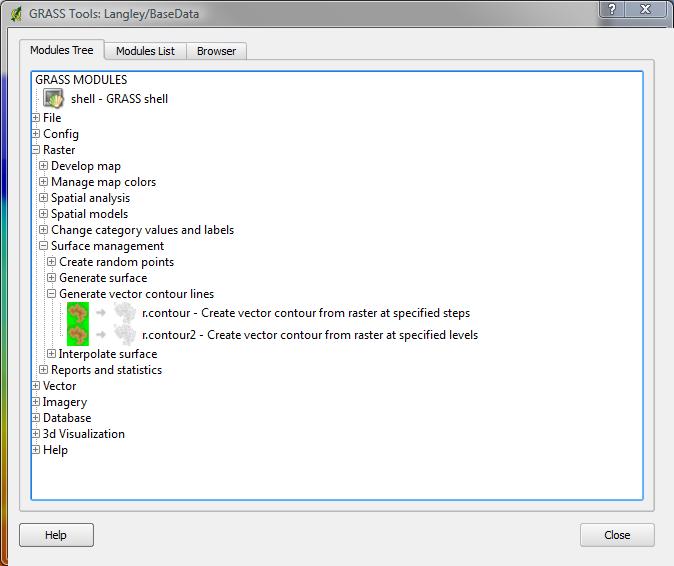 GRASS Tools: Langley/BaseData
Modules Tree Modules List Browser
GRASS MODULES
shell - GRASS shell
File
Config
Raster
Develop map
Manage map colors
Spatial analysis
Spatial models
Change category values and labels
Surface management
Create random points
Generate surface
Generate vector contour lines
r.contour - Create vector contour from raster at specified steps
r.contour2 - Create vector contour from raster at specified levels
Interpolate surface
Reports and statistics
Vector
Imagery
Database
3d Visualization
Help
Help Close